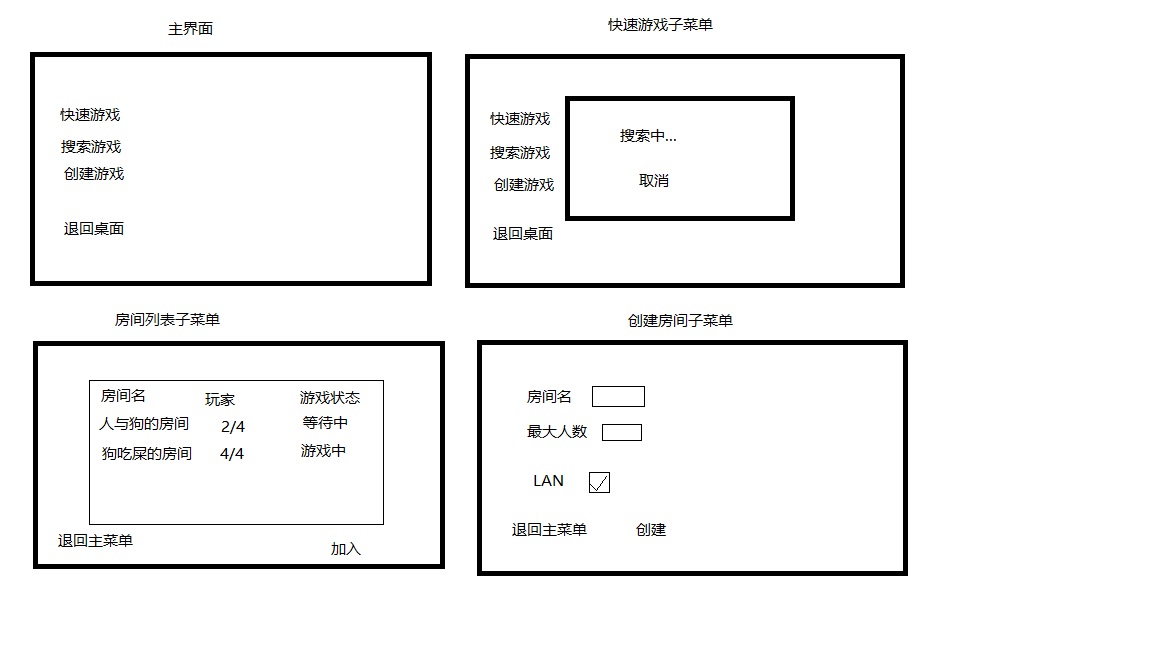 主界面
快速游戏
搜索游戏
创建游戏
退回桌面
快速游戏子菜单
快速游戏
搜索游戏
创建游戏
退回桌面
搜索中...
取消
房间列表子菜单
房间名 玩家 游戏状态
人与狗的房间 2/4 等待中
狗吃屎的房间 4/4 游戏中
退回主菜单 加入
创建房间子菜单
房间名
最大人数
LAN
退回主菜单 创建